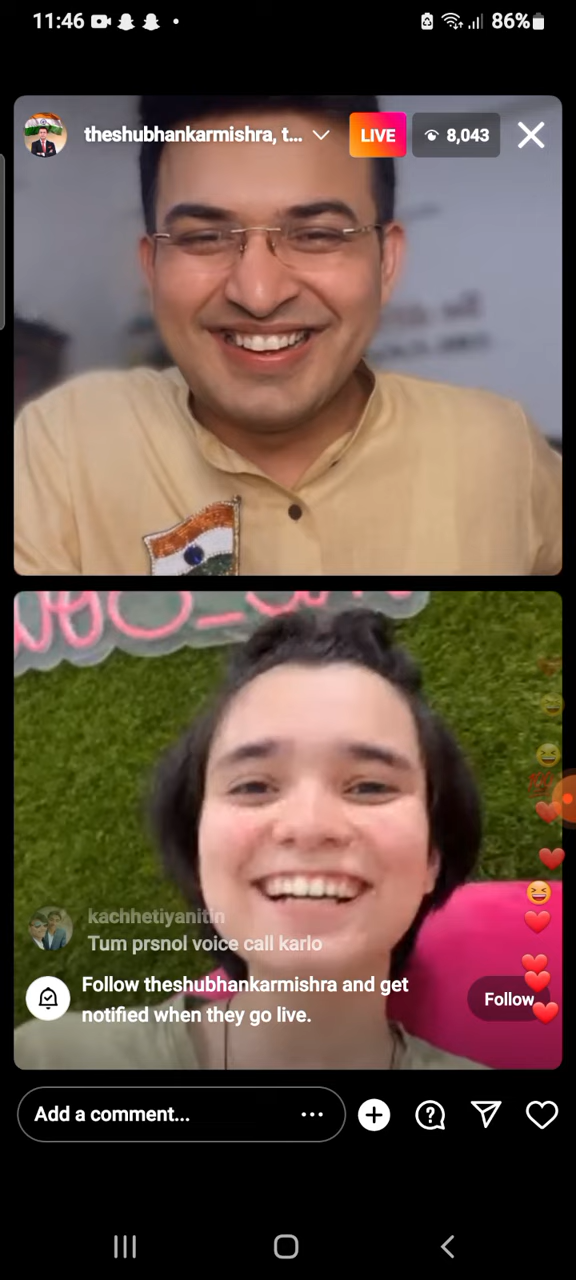 11:46
86%
theshubhankarmishra, t...
LIVE
8,043
kachhetiyanitin
Tum prsnol voice call karlo
Follow theshubhankarmishra and get
notified when they go live.
Follow
Add a comment...